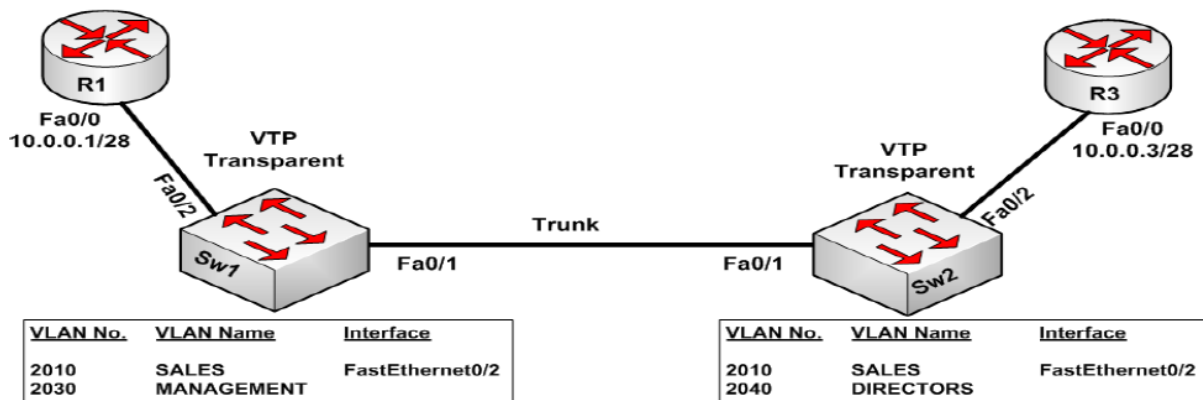 R1
R3
Fa0/0
10.0.0.1/28
Fa0/0
10.0.0.3/28
VTP
Transparent
VTP
Transparent
Fa0/2
Fa0/2
Trunk
Sw1
Fa0/1
Fa0/1
Sw2
VLAN No. VLAN Name Interface
2010 SALES FastEthernet0/2
2030 MANAGEMENT
VLAN No. VLAN Name Interface
2010 SALES FastEthernet0/2
2040 DIRECTORS